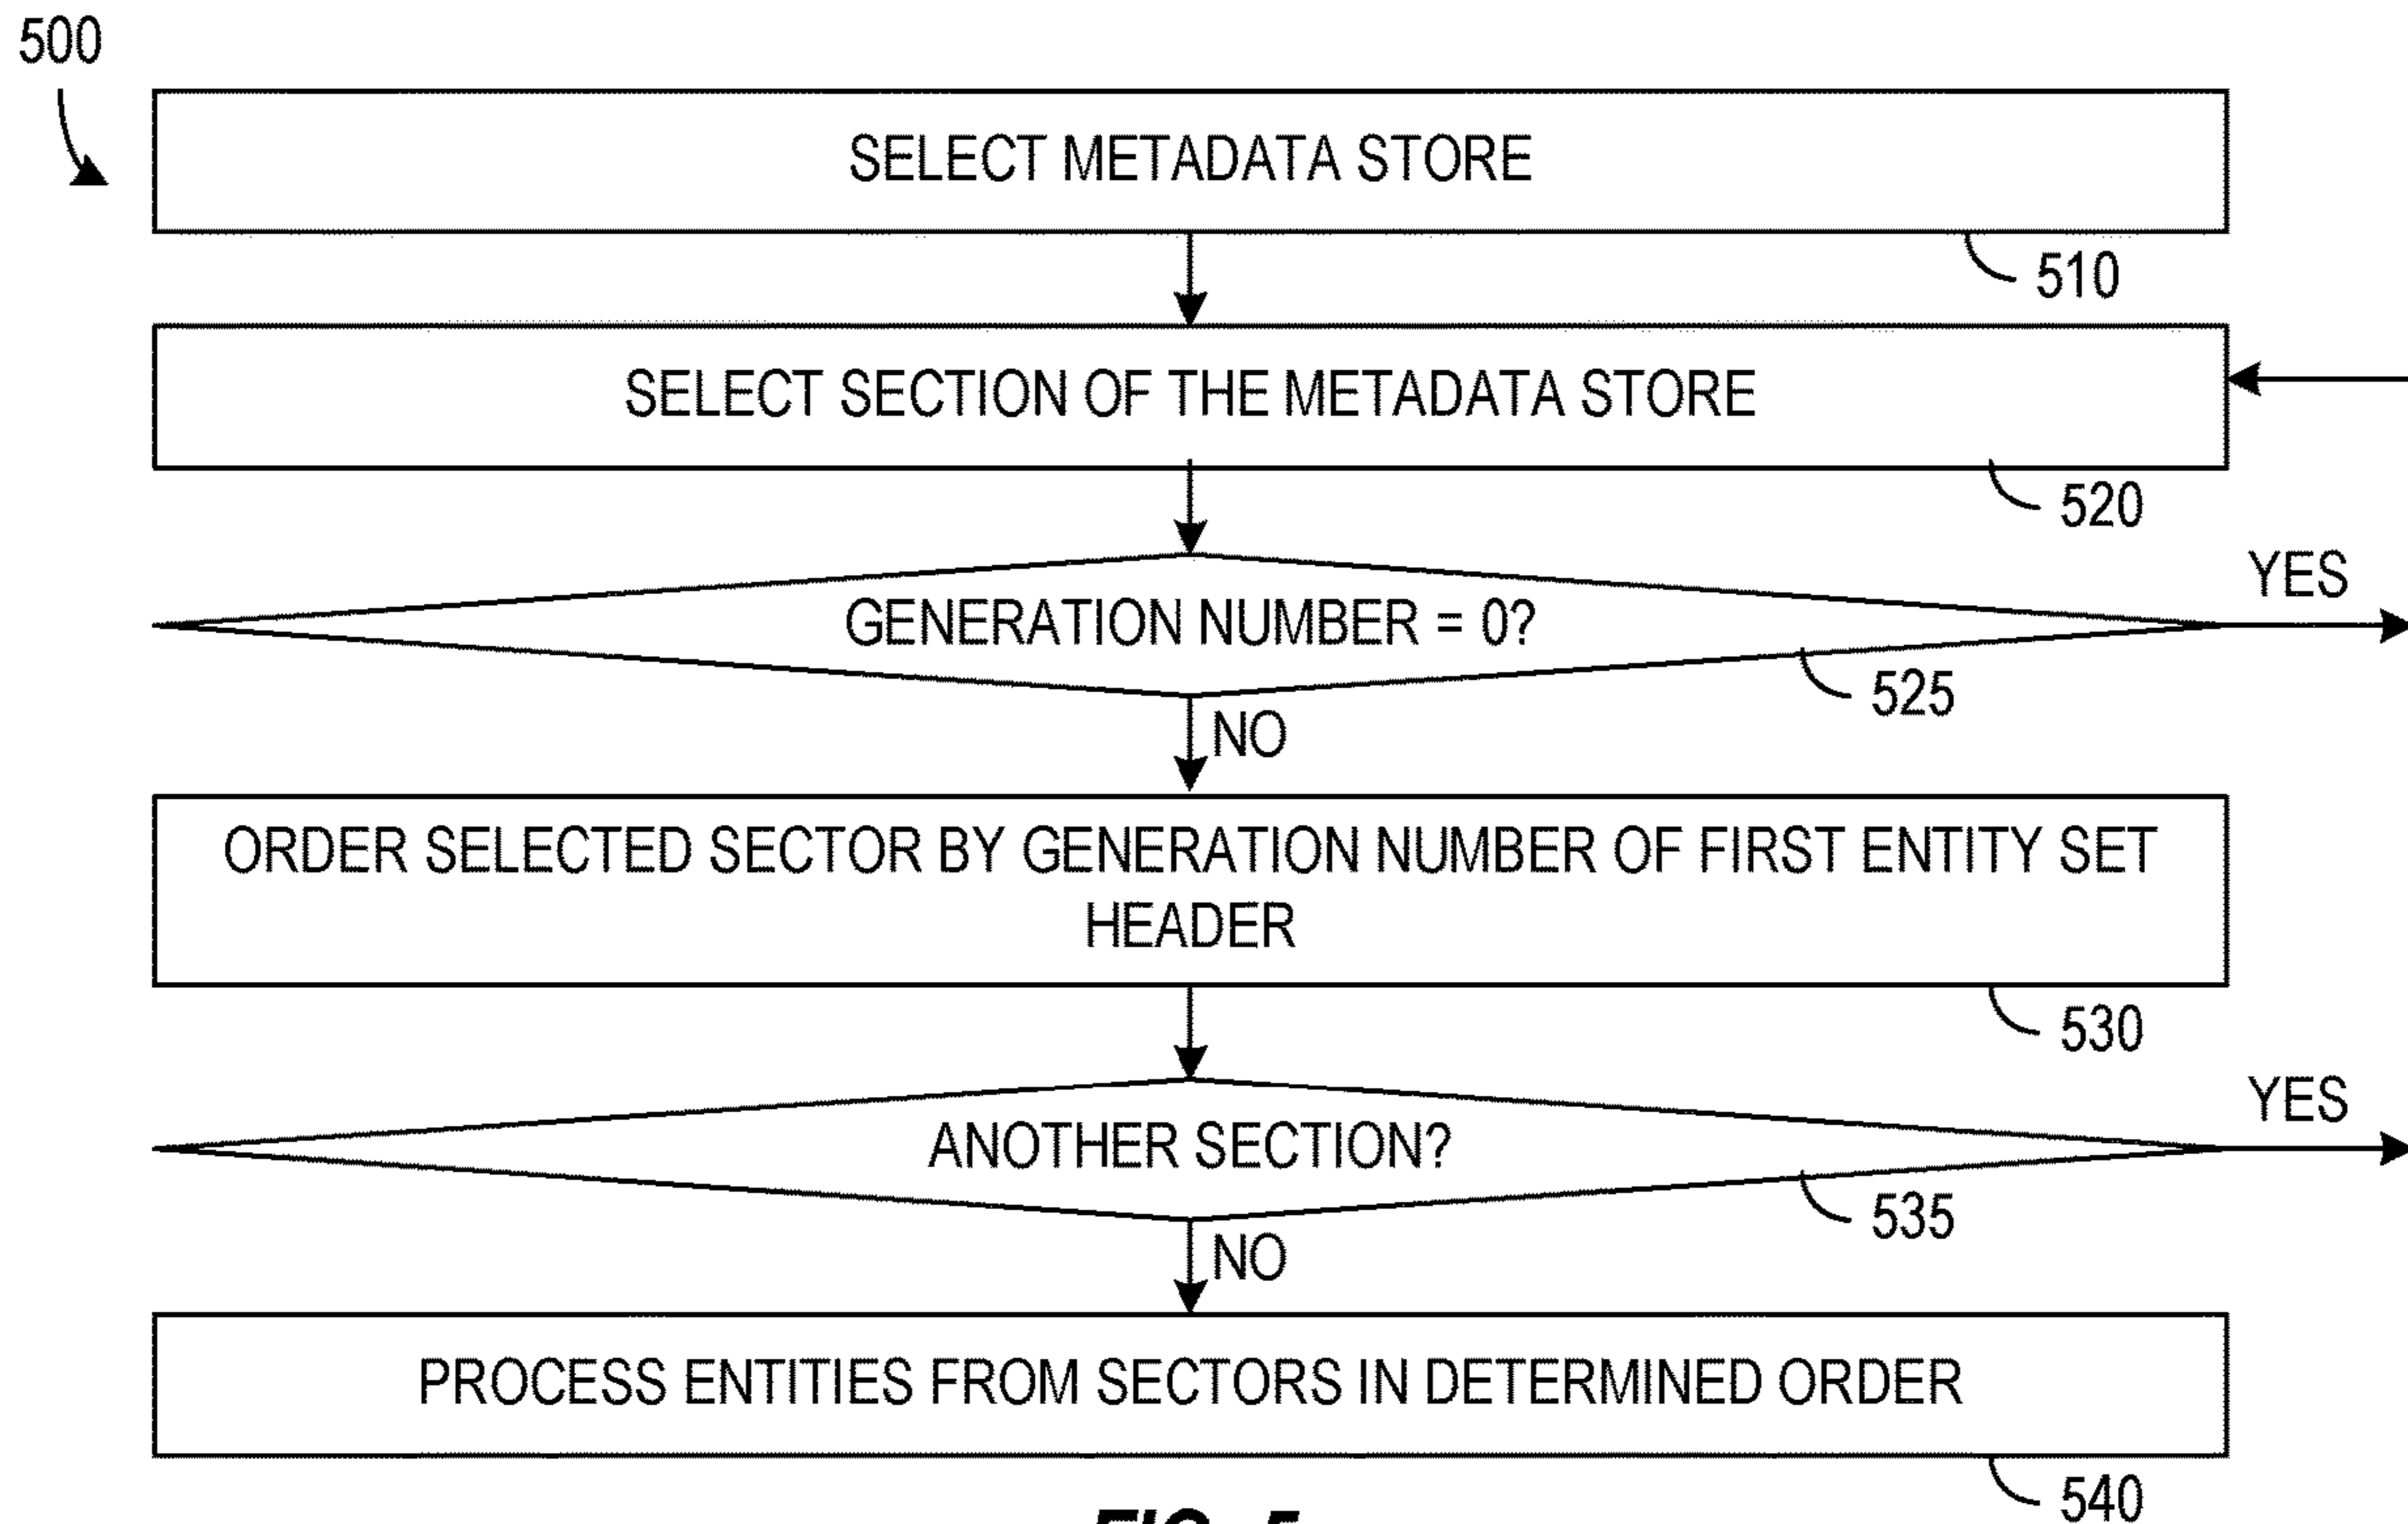 500
SELECT METADATA STORE
510
SELECT SECTION OF THE METADATA STORE
520
YES
GENERATION NUMBER = 0?
525
NO
ORDER SELECTED SECTOR BY GENERATION NUMBER OF FIRST ENTITY SET
HEADER
530
YES
ANOTHER SECTION?
535
NO
PROCESS ENTITIES FROM SECTORS IN DETERMINED ORDER
540
FIG. 5